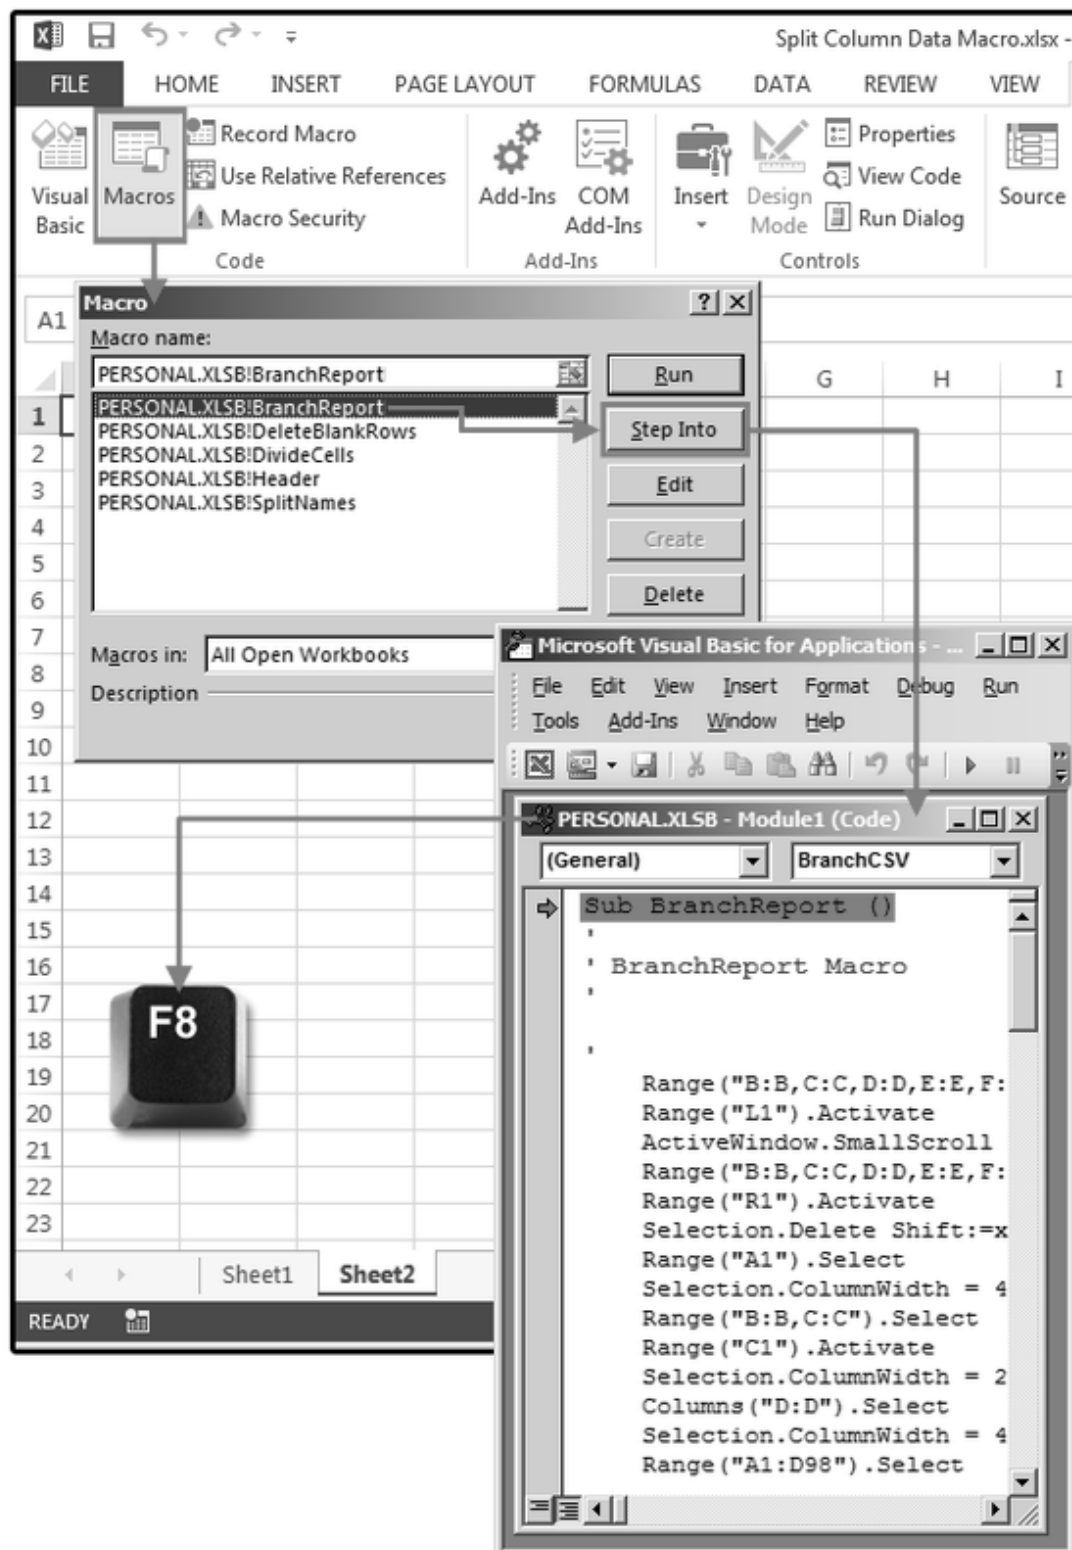 Split Column Data Macro.xlsx -
FILE HOME INSERT PAGE LAYOUT FORMULAS DATA REVIEW VIEW
Visual Basic
Macros
Record Macro
Use Relative References
Macro Security
Code
Add-Ins
COM Add-Ins
Add-Ins
Insert
Design Mode
Properties
View Code
Run Dialog
Controls
Source
A1
G H I
Macro
Macro name:
PERSONAL.XLSB!BranchReport
PERSONAL.XLSB!BranchReport
PERSONAL.XLSB!DeleteBlankRows
PERSONAL.XLSB!DivideCells
PERSONAL.XLSB!Header
PERSONAL.XLSB!SplitNames
Run
Step Into
Edit
Create
Delete
Macros in: All Open Workbooks
Description
1
2
3
4
5
6
7
8
9
10
11
12
13
14
15
16
17
18
19
20
21
22
23
F8
Sheet1 Sheet2
READY
Microsoft Visual Basic for Applications - ...
File Edit View Insert Format Debug Run
Tools Add-Ins Window Help
PERSONAL.XLSB - Module1 (Code)
(General) BranchCSV
Sub BranchReport ()
'
' BranchReport Macro
'
'
Range("B:B,C:C,D:D,E:E,F:
Range("L1").Activate
ActiveWindow.SmallScroll
Range("B:B,C:C,D:D,E:E,F:
Range("R1").Activate
Selection.Delete Shift:=x
Range("A1").Select
Selection.ColumnWidth = 4
Range("B:B,C:C").Select
Range("C1").Activate
Selection.ColumnWidth = 2
Columns("D:D").Select
Selection.ColumnWidth = 4
Range("A1:D98").Select